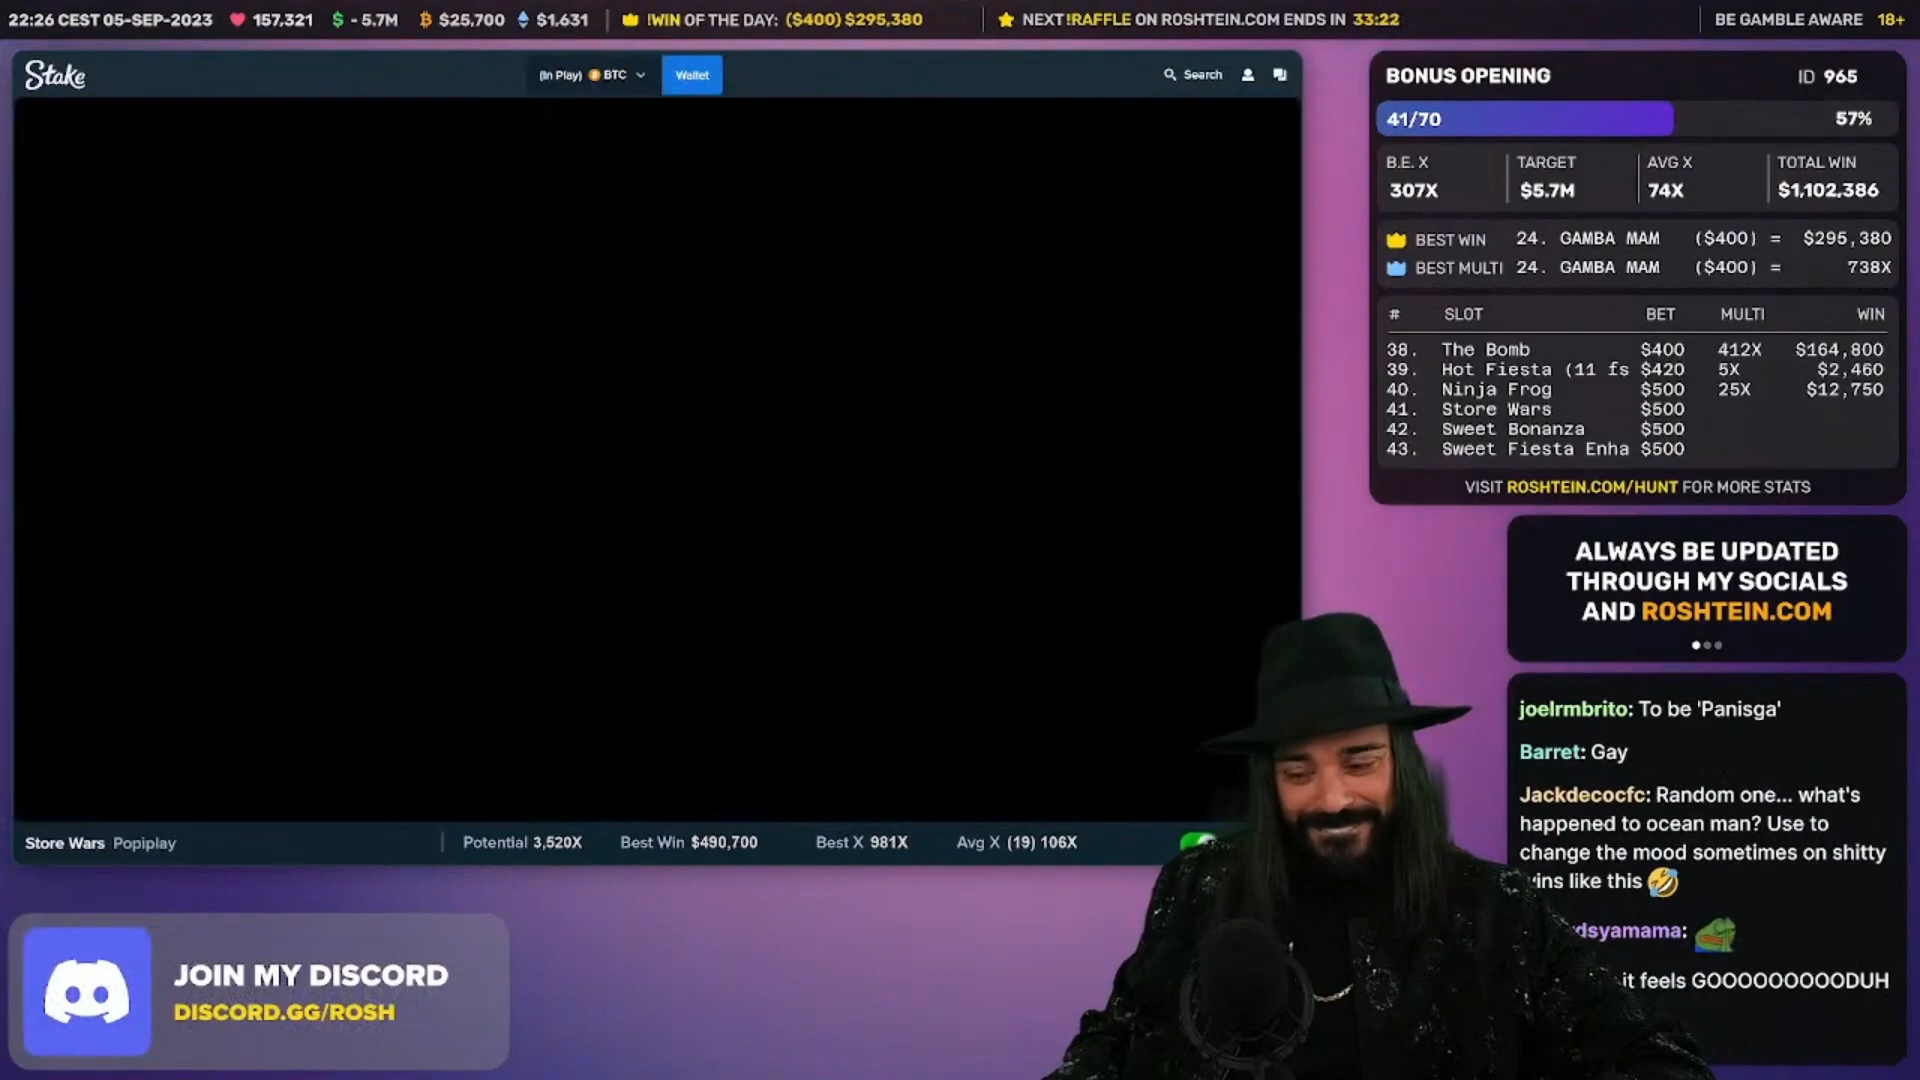 22:26 CEST 05-SEP-2023 157,321 $ - 5.7M $25,700 $1,631 !WIN OF THE DAY: ($400) $295,380 NEXT !RAFFLE ON ROSHTEIN.COM ENDS IN 33:22 BE GAMBLE AWARE 18+
Stake (In Play) BTC Wallet Search
BONUS OPENING ID 965
41/70 57%
B.E. X TARGET AVG X TOTAL WIN
307X $5.7M 74X $1,102,386
BEST WIN 24. GAMBA MAM ($400) = $295,380
BEST MULTI 24. GAMBA MAM ($400) = 738X
# SLOT BET MULTI WIN
38. The Bomb $400 412X $164,800
39. Hot Fiesta (11 fs $420 5X $2,460
40. Ninja Frog $500 25X $12,750
41. Store Wars $500
42. Sweet Bonanza $500
43. Sweet Fiesta Enha $500
VISIT ROSHTEIN.COM/HUNT FOR MORE STATS
ALWAYS BE UPDATED
THROUGH MY SOCIALS
AND ROSHTEIN.COM
joelrmbrito: To be 'Panisga'
Barret: Gay
Jackdecocfc: Random one... what's
happened to ocean man? Use to
change the mood sometimes on shitty
wins like this
dsyamama:
it feels GOOOOOOOOODUH
Store Wars Popiplay Potential 3,520X Best Win $490,700 Best X 981X Avg X (19) 106X
JOIN MY DISCORD
DISCORD.GG/ROSH